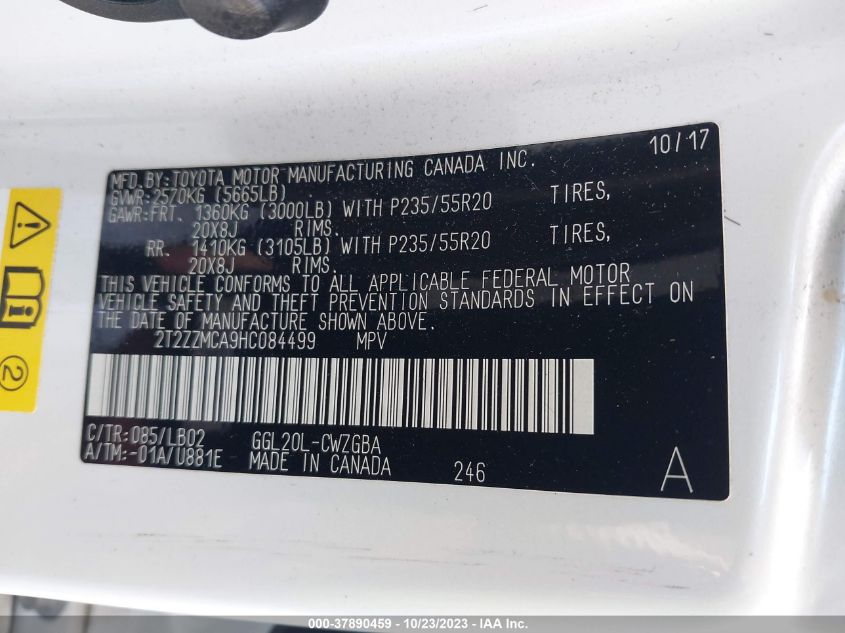 MFD.BY:TOYOTA MOTOR MANUFACTURING CANADA INC. 10/17
GVWR:2570KG (5665LB)
GAWR:FRT. 1360KG (3000LB) WITH P235/55R20 TIRES,
20X8J RIMS.
RR. 1410KG (3105LB) WITH P235/55R20 TIRES,
20X8J RIMS.
THIS VEHICLE CONFORMS TO ALL APPLICABLE FEDERAL MOTOR
VEHICLE SAFETY AND THEFT PREVENTION STANDARDS IN EFFECT ON
THE DATE OF MANUFACTURE SHOWN ABOVE.
2T2ZZMCA9HC084499 MPV
C/TR:085/LB02 GGL20L-CWZGBA
A/TM:-01A/U881E MADE IN CANADA 246 A
2
000-37890459 - 10/23/2023 - IAA Inc.